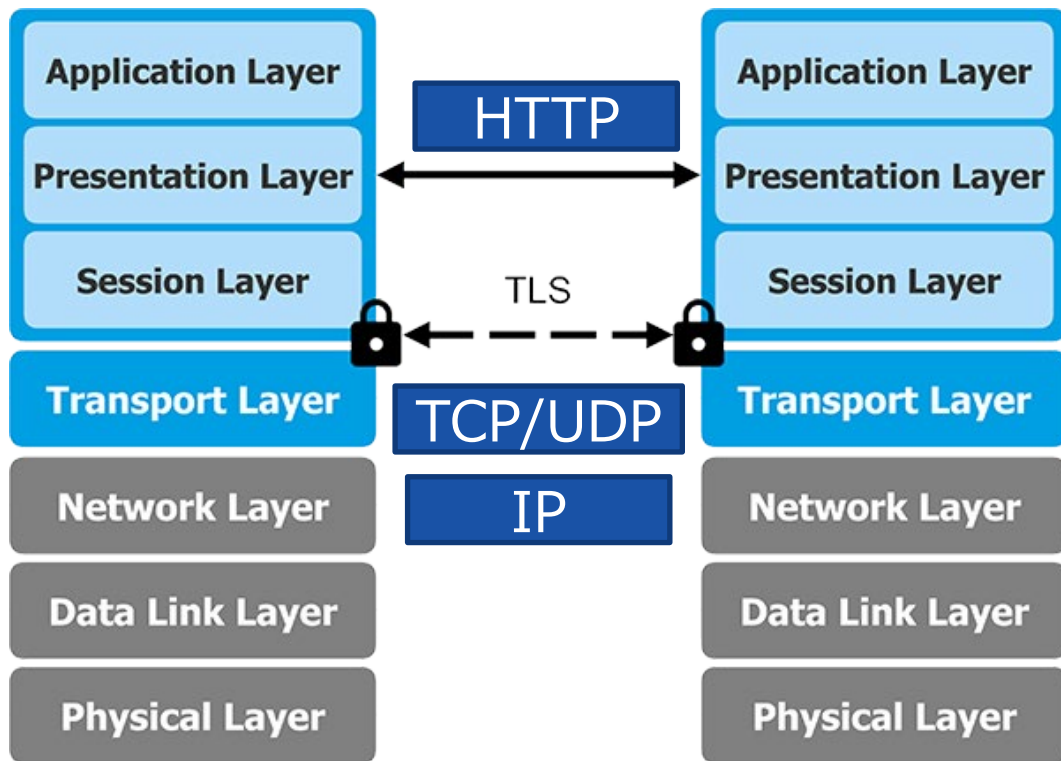 Application Layer
HTTP
Application Layer
Presentation Layer
Presentation Layer
Session Layer
TLS
Session Layer
Transport Layer
TCP/UDP
Transport Layer
Network Layer
IP
Network Layer
Data Link Layer
Data Link Layer
Physical Layer
Physical Layer